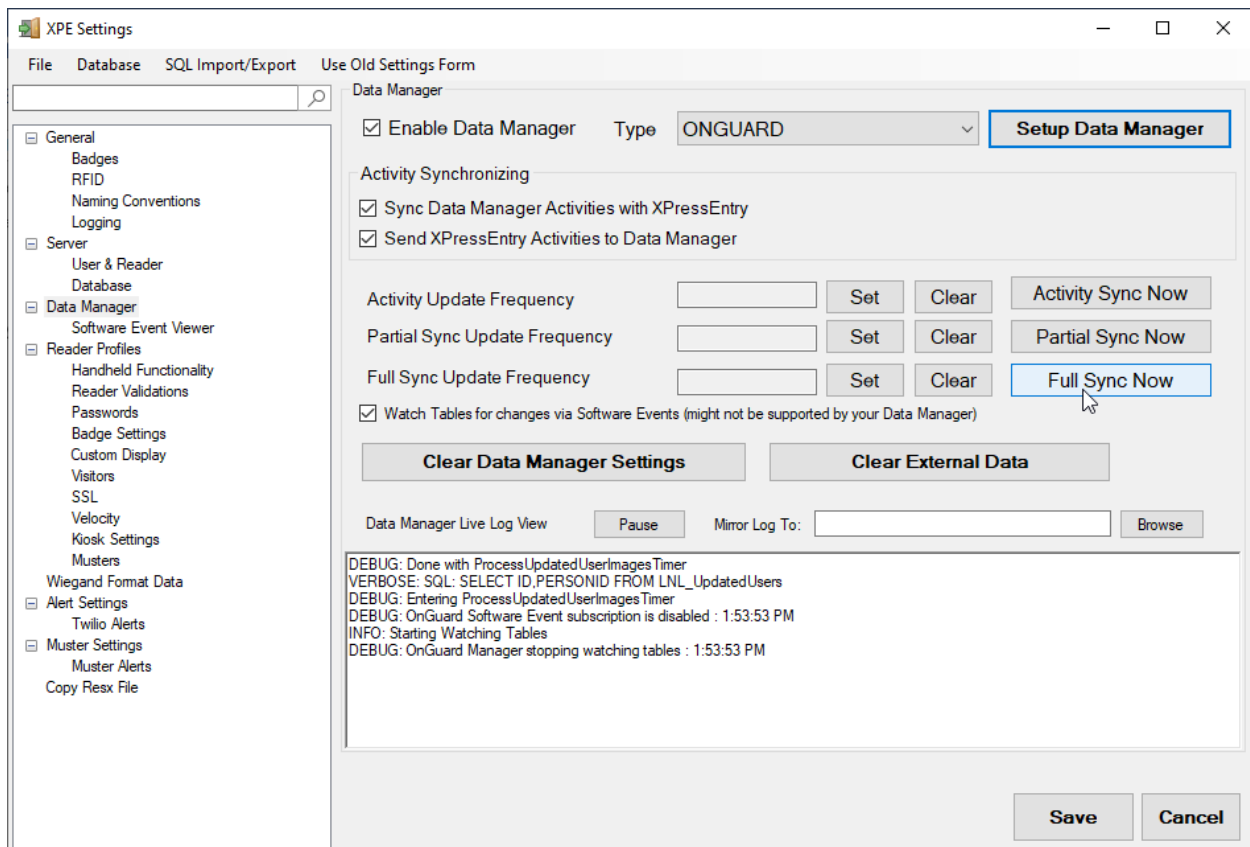 XPE Settings
File Database SQL Import/Export Use Old Settings Form
General
Badges
RFID
Naming Conventions
Logging
Server
User & Reader
Database
Data Manager
Software Event Viewer
Reader Profiles
Handheld Functionality
Reader Validations
Passwords
Badge Settings
Custom Display
Visitors
SSL
Velocity
Kiosk Settings
Musters
Wiegand Format Data
Alert Settings
Twilio Alerts
Muster Settings
Muster Alerts
Copy Resx File
Data Manager
Enable Data Manager Type ONGUARD Setup Data Manager
Activity Synchronizing
Sync Data Manager Activities with XPressEntry
Send XPressEntry Activities to Data Manager
Activity Update Frequency Set Clear Activity Sync Now
Partial Sync Update Frequency Set Clear Partial Sync Now
Full Sync Update Frequency Set Clear Full Sync Now
Watch Tables for changes via Software Events (might not be supported by your Data Manager)
Clear Data Manager Settings Clear External Data
Data Manager Live Log View Pause Mirror Log To: Browse
DEBUG: Done with ProcessUpdatedUserImagesTimer
VERBOSE: SQL: SELECT ID,PERSONID FROM LNL_UpdatedUsers
DEBUG: Entering ProcessUpdatedUserImagesTimer
DEBUG: OnGuard Software Event subscription is disabled : 1:53:53 PM
INFO: Starting Watching Tables
DEBUG: OnGuard Manager stopping watching tables : 1:53:53 PM
Save Cancel